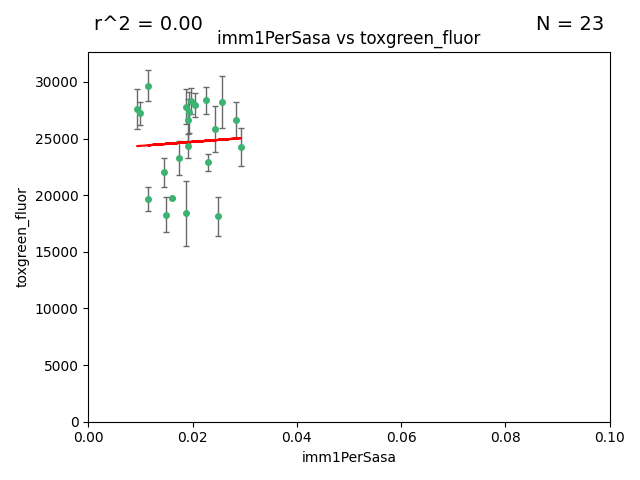 r^2 = 0.00
N = 23
imm1PerSasa vs toxgreen_fluor
30000
25000
20000
15000
10000
5000
0
toxgreen_fluor
0.00
0.02
0.04
0.06
0.08
0.10
imm1PerSasa